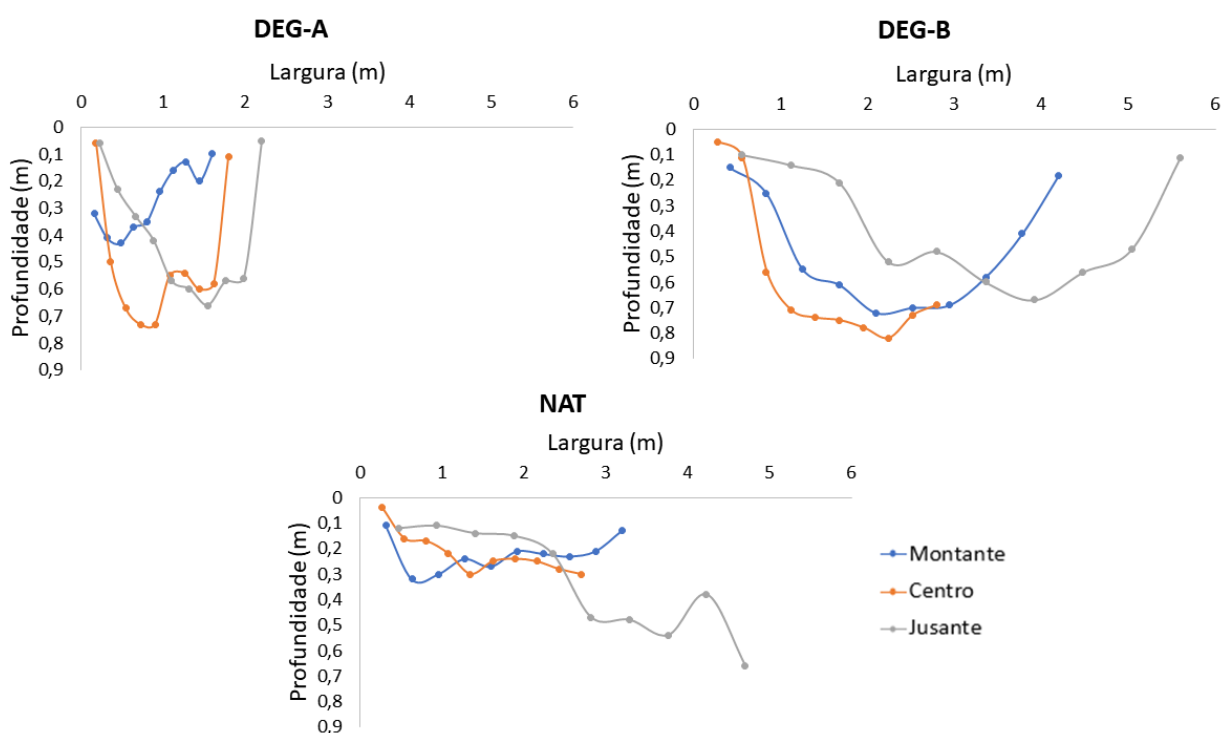 DEG-A
Largura (m)
0 1 2 3 4 5 6
Profundidade (m)
0
0,1
0,2
0,3
0,4
0,5
0,6
0,7
0,8
0,9
DEG-B
Largura (m)
0 1 2 3 4 5 6
Profundidade (m)
0
0,1
0,2
0,3
0,4
0,5
0,6
0,7
0,8
0,9
NAT
Largura (m)
0 1 2 3 4 5 6
Profundidade (m)
0
0,1
0,2
0,3
0,4
0,5
0,6
0,7
0,8
0,9
Montante
Centro
Jusante